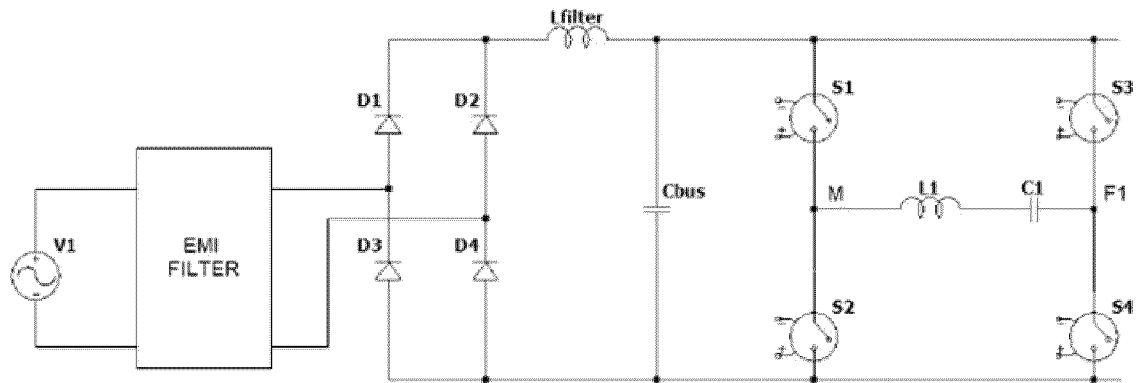 Lfilter
D1
D2
S1
S3
V1
EMI
FILTER
Cbus
M
L1
C1
F1
D3
D4
S2
S4